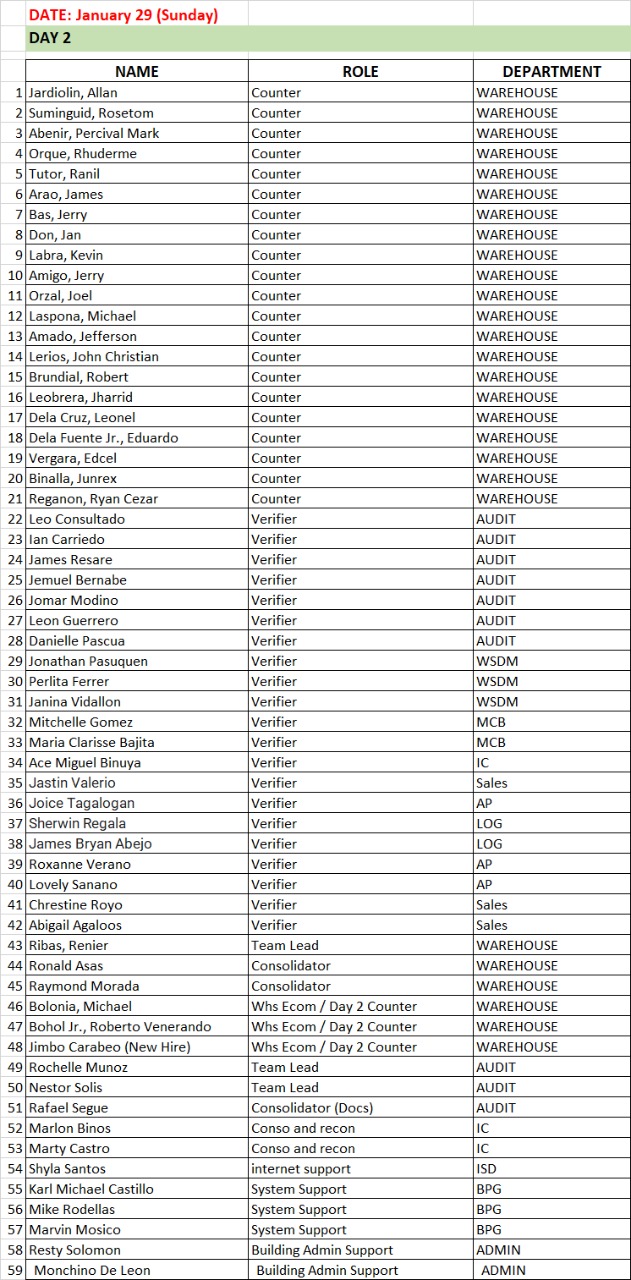 DATE: January 29 (Sunday)
DAY 2
NAME ROLE DEPARTMENT
1 Jardiolin, Allan Counter WAREHOUSE
2 Suminguid, Rosetom Counter WAREHOUSE
3 Abenir, Percival Mark Counter WAREHOUSE
4 Orque, Rhuderme Counter WAREHOUSE
5 Tutor, Ranil Counter WAREHOUSE
6 Arao, James Counter WAREHOUSE
7 Bas, Jerry Counter WAREHOUSE
8 Don, Jan Counter WAREHOUSE
9 Labra, Kevin Counter WAREHOUSE
10 Amigo, Jerry Counter WAREHOUSE
11 Orzal, Joel Counter WAREHOUSE
12 Laspona, Michael Counter WAREHOUSE
13 Amado, Jefferson Counter WAREHOUSE
14 Lerios, John Christian Counter WAREHOUSE
15 Brundial, Robert Counter WAREHOUSE
16 Leobrera, Jharrid Counter WAREHOUSE
17 Dela Cruz, Leonel Counter WAREHOUSE
18 Dela Fuente Jr., Eduardo Counter WAREHOUSE
19 Vergara, Edcel Counter WAREHOUSE
20 Binalla, Junrex Counter WAREHOUSE
21 Reganon, Ryan Cezar Counter WAREHOUSE
22 Leo Consultado Verifier AUDIT
23 Ian Carriedo Verifier AUDIT
24 James Resare Verifier AUDIT
25 Jemuel Bernabe Verifier AUDIT
26 Jomar Modino Verifier AUDIT
27 Leon Guerrero Verifier AUDIT
28 Danielle Pascua Verifier AUDIT
29 Jonathan Pasuquen Verifier WSDM
30 Perlita Ferrer Verifier WSDM
31 Janina Vidallon Verifier WSDM
32 Mitchelle Gomez Verifier MCB
33 Maria Clarisse Bajita Verifier MCB
34 Ace Miguel Binuya Verifier IC
35 Jastin Valerio Verifier Sales
36 Joice Tagalogan Verifier AP
37 Sherwin Regala Verifier LOG
38 James Bryan Abejo Verifier LOG
39 Roxanne Verano Verifier AP
40 Lovely Sanano Verifier AP
41 Chrestine Royo Verifier Sales
42 Abigail Agaloos Verifier Sales
43 Ribas, Renier Team Lead WAREHOUSE
44 Ronald Asas Consolidator WAREHOUSE
45 Raymond Morada Consolidator WAREHOUSE
46 Bolonia, Michael Whs Ecom / Day 2 Counter WAREHOUSE
47 Bohol Jr., Roberto Venerando Whs Ecom / Day 2 Counter WAREHOUSE
48 Jimbo Carabeo (New Hire) Whs Ecom / Day 2 Counter WAREHOUSE
49 Rochelle Munoz Team Lead AUDIT
50 Nestor Solis Team Lead AUDIT
51 Rafael Segue Consolidator (Docs) AUDIT
52 Marlon Binos Conso and recon IC
53 Marty Castro Conso and recon IC
54 Shyla Santos internet support ISD
55 Karl Michael Castillo System Support BPG
56 Mike Rodellas System Support BPG
57 Marvin Mosico System Support BPG
58 Resty Solomon Building Admin Support ADMIN
59 Monchino De Leon Building Admin Support ADMIN